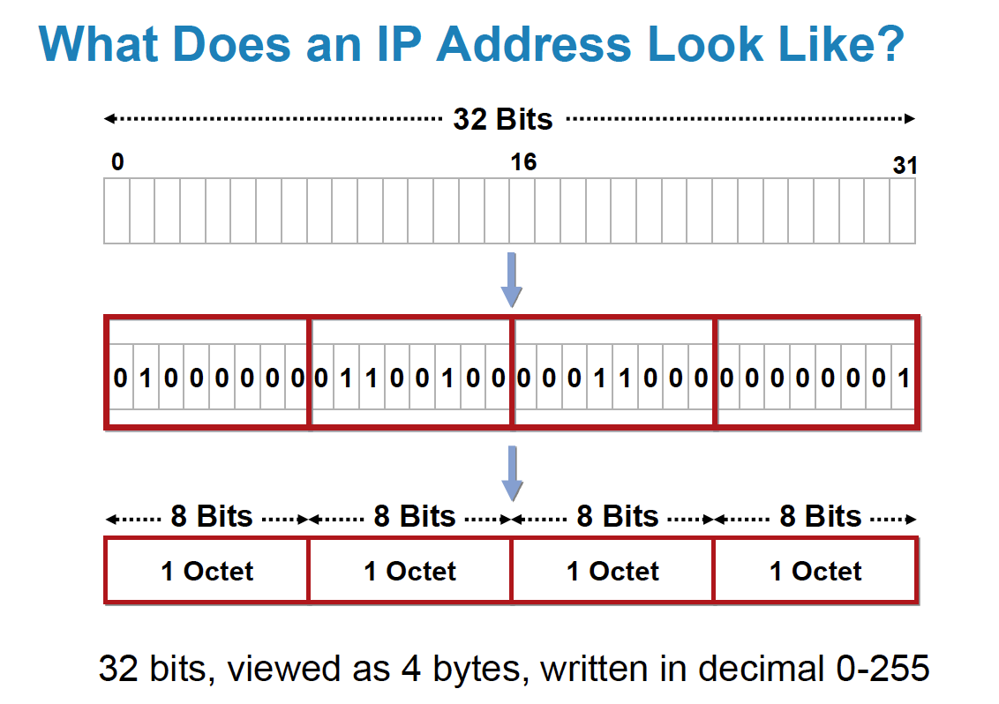 What Does an IP Address Look Like?
32 Bits
0 16 31
0 1 0 0 0 0 0 0 0 1 1 0 0 1 0 0 0 0 0 1 1 0 0 0 0 0 0 0 0 0 0 1
8 Bits 8 Bits 8 Bits 8 Bits
1 Octet 1 Octet 1 Octet 1 Octet
32 bits, viewed as 4 bytes, written in decimal 0-255